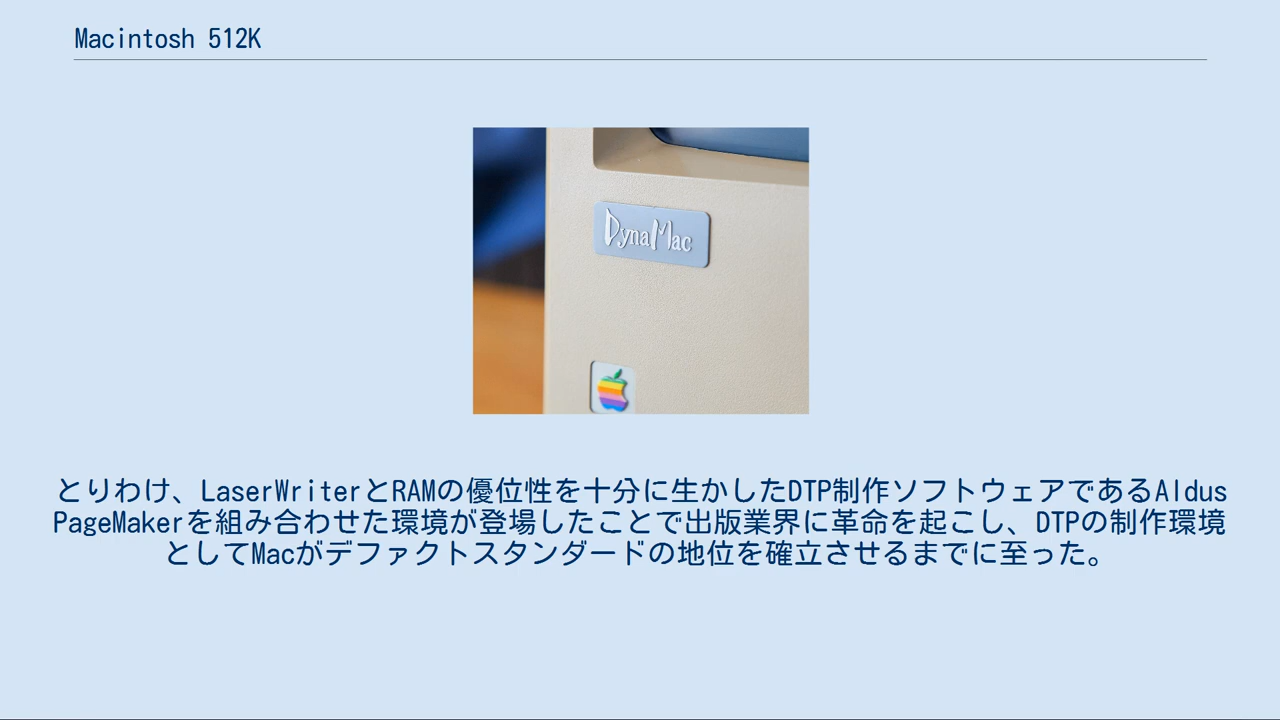 Macintosh 512K
DynaMac
とりわけ、LaserWriterとRAMの優位性を十分に生かしたDTP制作ソフトウェアであるAldus
PageMakerを組み合わせた環境が登場したことで出版業界に革命を起こし、DTPの制作環境
としてMacがデファクトスタンダードの地位を確立させるまでに至った。